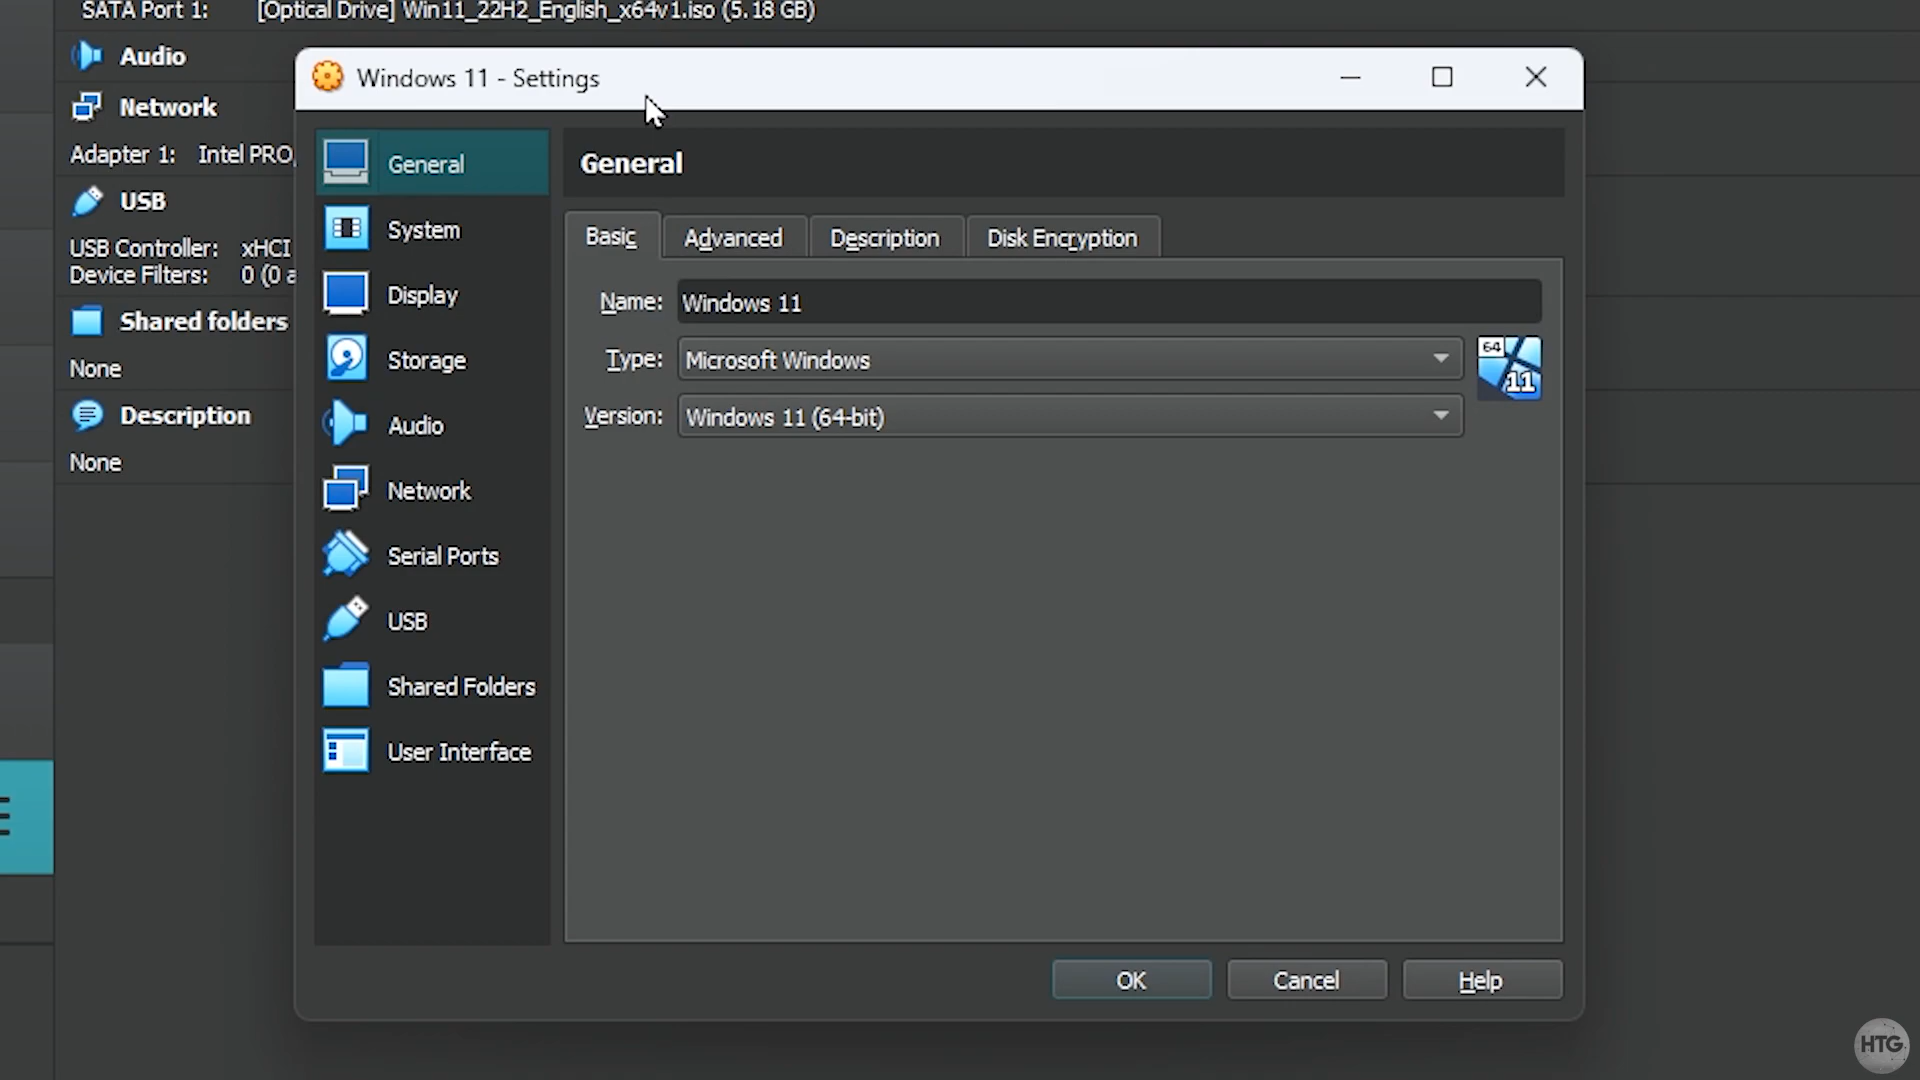 SATA Port 1: [Optical Drive] Win11_22H2_English_x64v1.iso (5.18 GB)
Audio
Network
Adapter 1: Intel PRO
USB
USB Controller: xHCI
Device Filters: 0 (0 a
Shared folders
None
Description
None
Windows 11 - Settings
General
System
Display
Storage
Audio
Network
Serial Ports
USB
Shared Folders
User Interface
General
Basic Advanced Description Disk Encryption
Name: Windows 11
Type: Microsoft Windows
64
11
Version: Windows 11 (64-bit)
OK Cancel Help
HTG